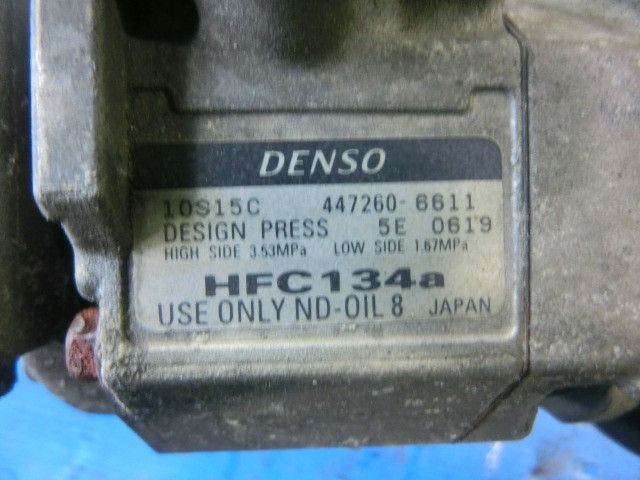 DENSO
10S15C 447260-6611
DESIGN PRESS 5E 0619
HIGH SIDE 3.53MPa LOW SIDE 1.67MPa
HFC134a
USE ONLY ND-OIL 8 JAPAN